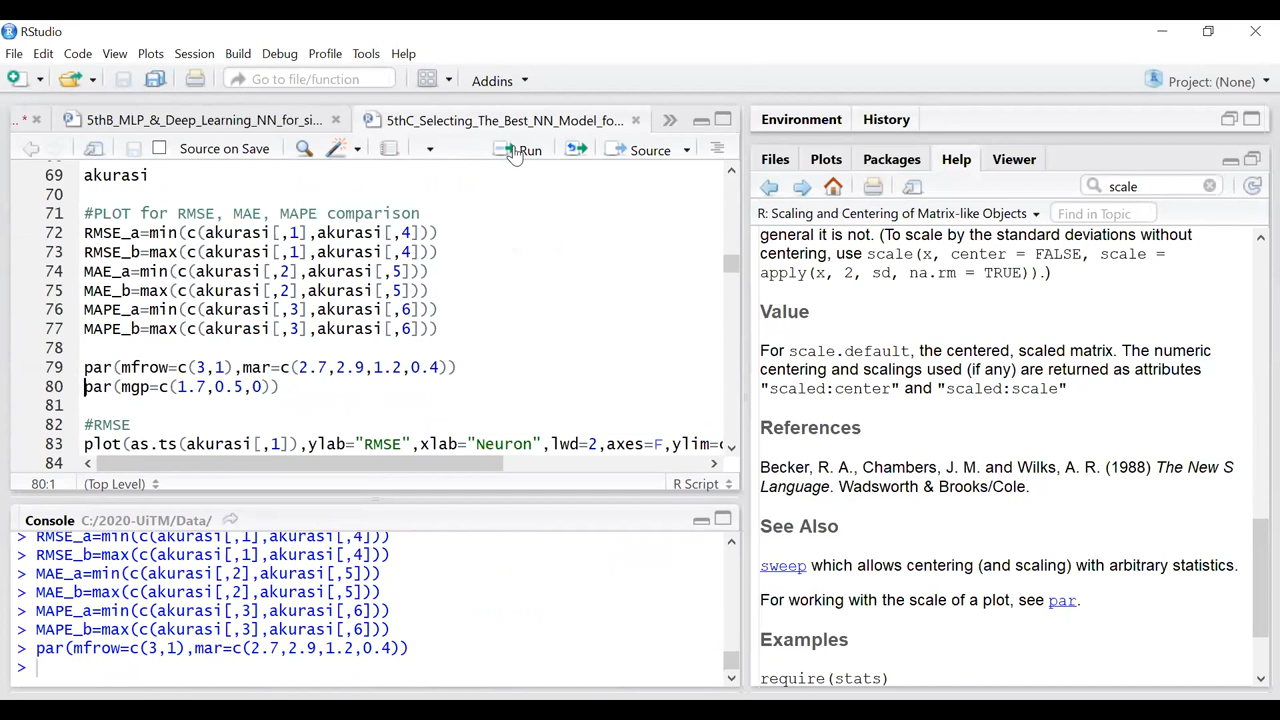 RStudio
File Edit Code View Plots Session Build Debug Profile Tools Help
Go to file/function Addins Project: (None)
* 5thB_MLP_&_Deep_Learning_NN_for_si... 5thC_Selecting_The_Best_NN_Model_fo...
Source on Save Run Source
69 akurasi
70
71 #PLOT for RMSE, MAE, MAPE comparison
72 RMSE_a=min(c(akurasi[,1],akurasi[,4]))
73 RMSE_b=max(c(akurasi[,1],akurasi[,4]))
74 MAE_a=min(c(akurasi[,2],akurasi[,5]))
75 MAE_b=max(c(akurasi[,2],akurasi[,5]))
76 MAPE_a=min(c(akurasi[,3],akurasi[,6]))
77 MAPE_b=max(c(akurasi[,3],akurasi[,6]))
78
79 par(mfrow=c(3,1),mar=c(2.7,2.9,1.2,0.4))
80 par(mgp=c(1.7,0.5,0))
81
82 #RMSE
83 plot(as.ts(akurasi[,1]),ylab="RMSE",xlab="Neuron",lwd=2,axes=F,ylim=c
84
80:1 (Top Level) R Script
Console C:/2020-UiTM/Data/
> RMSE_a=min(c(akurasi[,1],akurasi[,4]))
> RMSE_b=max(c(akurasi[,1],akurasi[,4]))
> MAE_a=min(c(akurasi[,2],akurasi[,5]))
> MAE_b=max(c(akurasi[,2],akurasi[,5]))
> MAPE_a=min(c(akurasi[,3],akurasi[,6]))
> MAPE_b=max(c(akurasi[,3],akurasi[,6]))
> par(mfrow=c(3,1),mar=c(2.7,2.9,1.2,0.4))
>
Environment History
Files Plots Packages Help Viewer
scale
R: Scaling and Centering of Matrix-like Objects Find in Topic
general it is not. (To scale by the standard deviations without
centering, use scale(x, center = FALSE, scale =
apply(x, 2, sd, na.rm = TRUE)).)
Value
For scale.default, the centered, scaled matrix. The numeric
centering and scalings used (if any) are returned as attributes
"scaled:center" and "scaled:scale"
References
Becker, R. A., Chambers, J. M. and Wilks, A. R. (1988) The New S
Language. Wadsworth & Brooks/Cole.
See Also
sweep which allows centering (and scaling) with arbitrary statistics.
For working with the scale of a plot, see par.
Examples
require(stats)